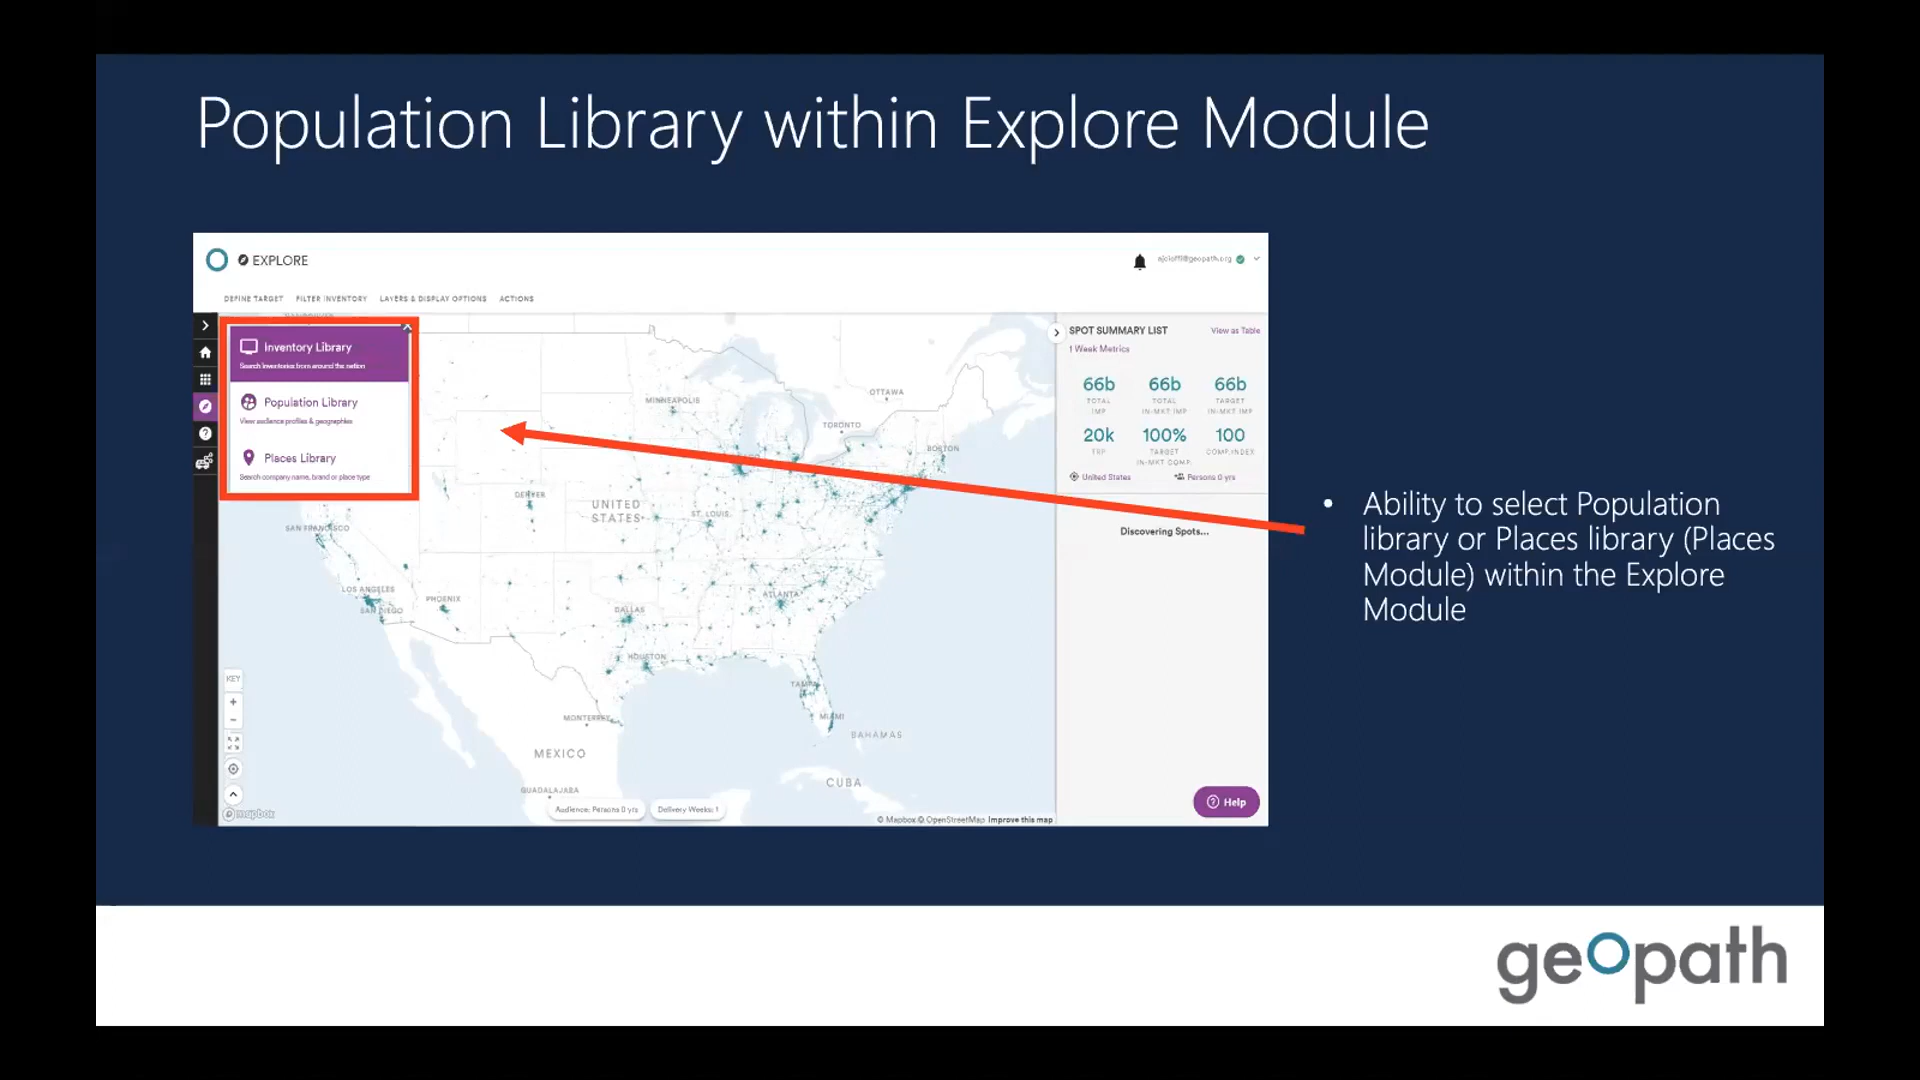 Population Library within Explore Module
EXPLORE
DEFINE TARGET FILTER INVENTORY LAYERS & DISPLAY OPTIONS ACTIONS
Inventory Library
Search inventories from around the nation
Population Library
View audience profiles & geographies
Places Library
Search company name, brand or place type
SPOT SUMMARY LIST View as Table
1 Week Metrics
66b 66b 66b
TOTAL TOTAL TARGET
IMP IN-MKT IMP IN-MKT IMP
20k 100% 100
TRP TARGET COMP. INDEX
IN-MKT COMP.
United States Persons 0 yrs
Discovering Spots...
OTTAWA
MINNEAPOLIS
TORONTO
BOSTON
DENVER
UNITED
STATES
ST. LOUIS
SAN FRANCISCO
LOS ANGELES
SAN DIEGO
PHOENIX
ATLANTA
DALLAS
HOUSTON
TAMPA
MIAMI
MONTERREY
BAHAMAS
MEXICO
CUBA
GUADALAJARA
KEY
Audience: Persons 0 yrs Delivery Weeks: 1
mapbox
© Mapbox © OpenStreetMap Improve this map
Help
• Ability to select Population
library or Places library (Places
Module) within the Explore
Module
geopath